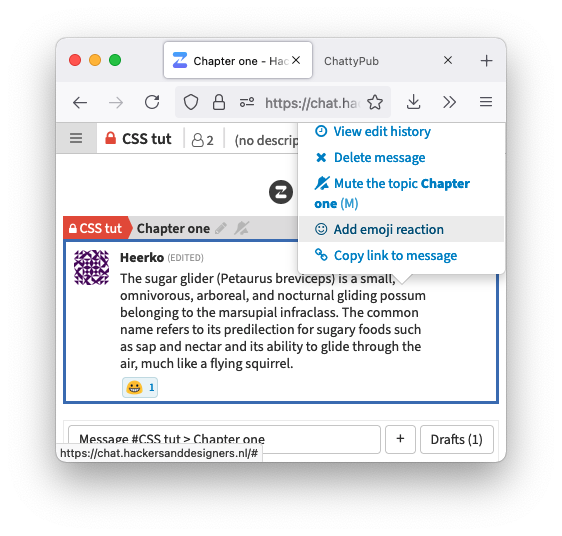 Chapter one - Hac
ChattyPub
https://chat.ha
CSS tut
2
(no descrip
View edit history
Delete message
Mute the topic Chapter
one (M)
Add emoji reaction
Copy link to message
CSS tut
Chapter one
Heerko (EDITED)
The sugar glider (Petaurus breviceps) is a small,
omnivorous, arboreal, and nocturnal gliding possum
belonging to the marsupial infraclass. The common
name refers to its predilection for sugary foods such
as sap and nectar and its ability to glide through the
air, much like a flying squirrel.
1
Message #CSS tut > Chapter one
+
Drafts (1)
https://chat.hackersanddesigners.nl/#